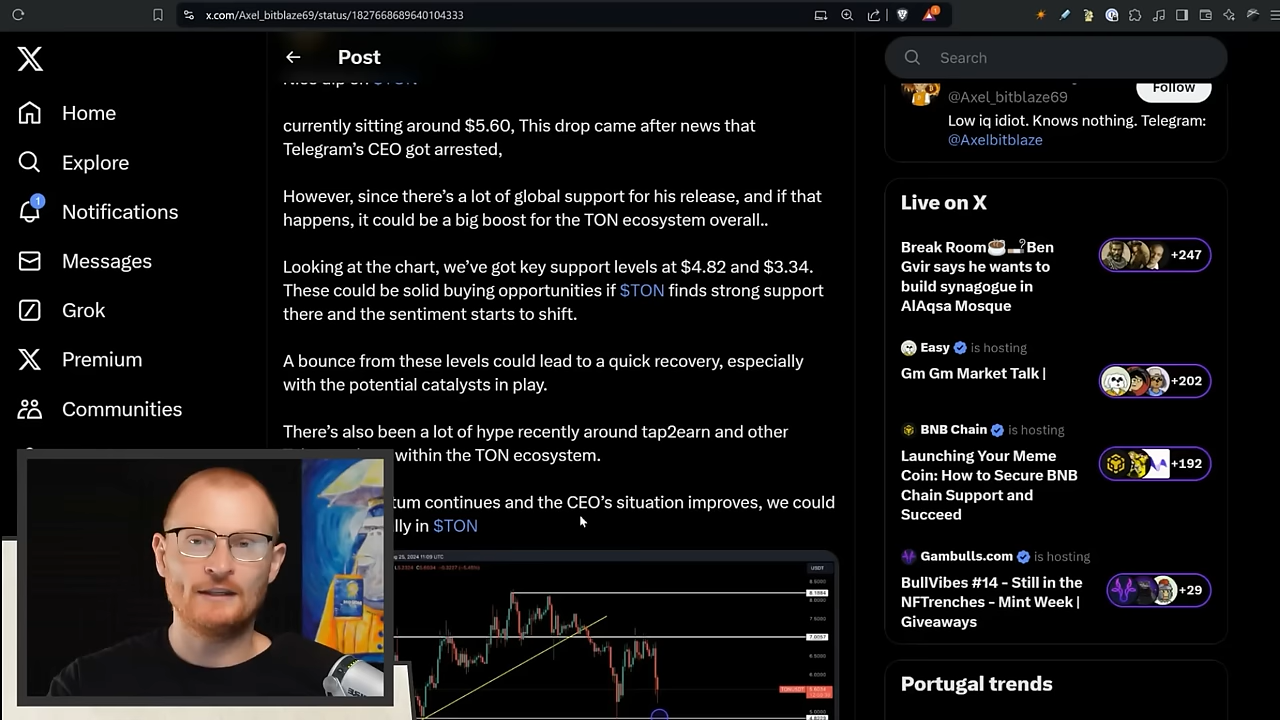 x.com/Axel_bitblaze69/status/1827668689640104333
Home
Explore
1
Notifications
Messages
Grok
Premium
Communities
Post
currently sitting around $5.60, This drop came after news that
Telegram's CEO got arrested,
However, since there's a lot of global support for his release, and if that
happens, it could be a big boost for the TON ecosystem overall..
Looking at the chart, we've got key support levels at $4.82 and $3.34.
These could be solid buying opportunities if $TON finds strong support
there and the sentiment starts to shift.
A bounce from these levels could lead to a quick recovery, especially
with the potential catalysts in play.
There's also been a lot of hype recently around tap2earn and other
within the TON ecosystem.
continues and the CEO's situation improves, we could
in $TON
USDT
Search
@Axel_bitblaze69
Follow
Low iq idiot. Knows nothing. Telegram:
@Axelbitblaze
Live on X
Break Room☕🚬Ben
Gvir says he wants to
build synagogue in
AlAqsa Mosque
+247
Easy is hosting
Gm Gm Market Talk |
+202
BNB Chain is hosting
Launching Your Meme
Coin: How to Secure BNB
Chain Support and
Succeed
+192
Gambulls.com is hosting
BullVibes #14 - Still in the
NFTrenches - Mint Week |
Giveaways
+29
Portugal trends